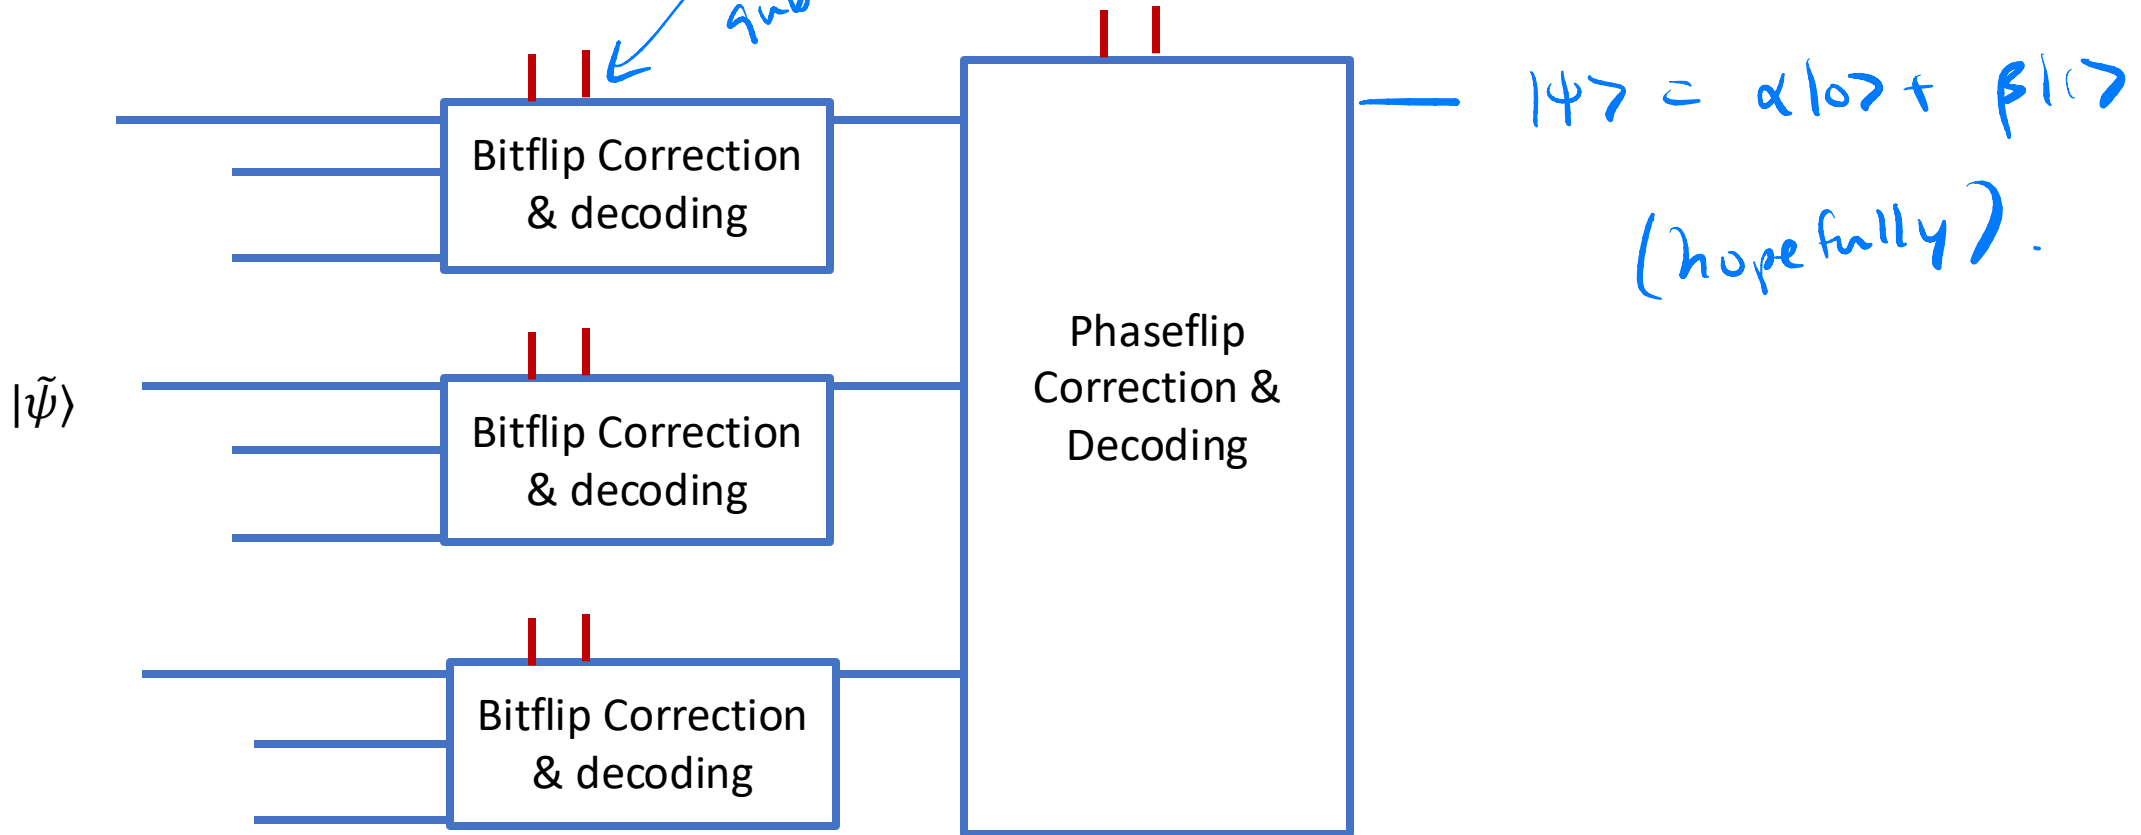 Bitflip Correction
& decoding
|ψ⟩ = α|0⟩ + β|1⟩
(hopefully).
Phaseflip
Correction &
Decoding
|ψ̃⟩
Bitflip Correction
& decoding
Bitflip Correction
& decoding